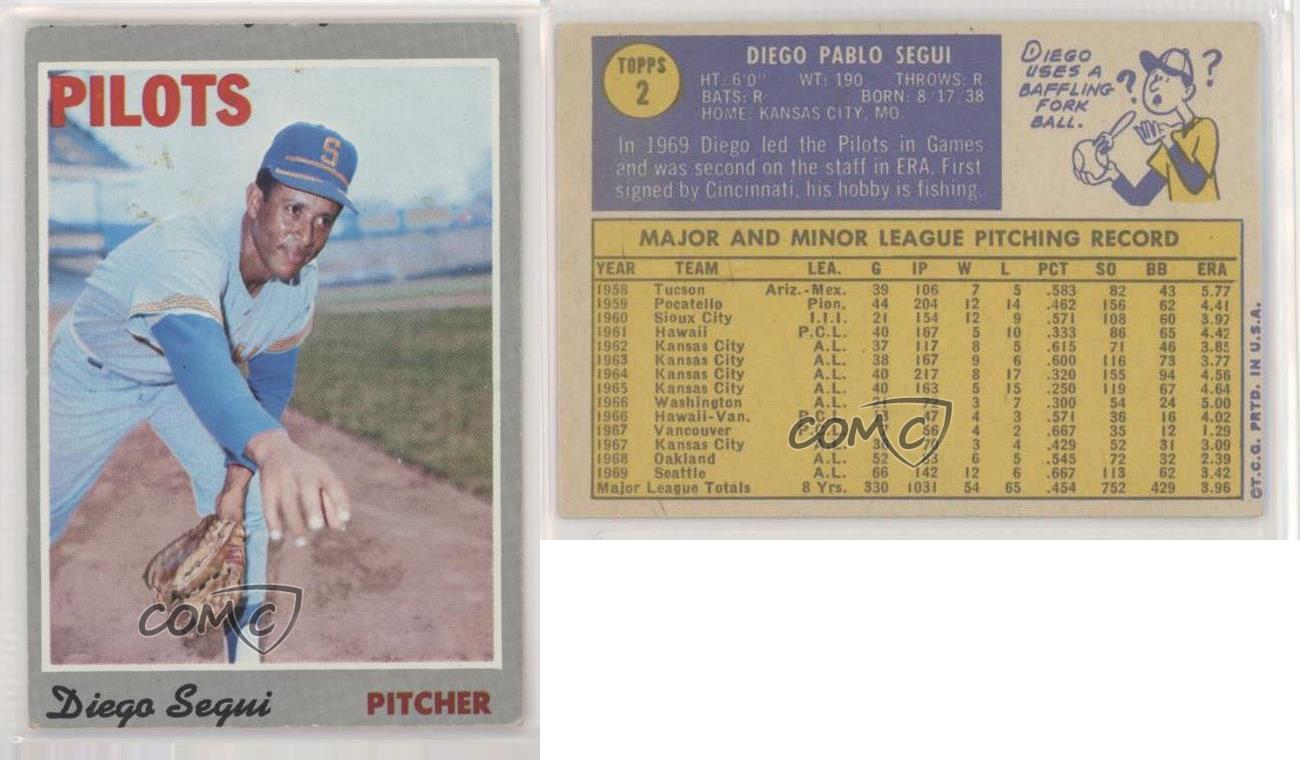 PILOTS
S
COMC
Diego Segui
PITCHER
TOPPS
2
DIEGO PABLO SEGUI
HT: 6'0" WT: 190 THROWS: R
BATS: R BORN: 8/17/38
HOME: KANSAS CITY, MO.
In 1969 Diego led the Pilots in Games
and was second on the staff in ERA. First
signed by Cincinnati, his hobby is fishing.
DIEGO
USES A
BAFFLING
FORK
BALL.
? ?
MAJOR AND MINOR LEAGUE PITCHING RECORD
YEAR TEAM LEA. G IP W L PCT SO BB ERA
1958 Tucson Ariz.-Mex. 39 106 7 5 .583 82 43 5.77
1959 Pocatello Pion. 44 204 12 14 .462 156 62 4.41
1960 Sioux City I.I.I. 21 154 12 9 .571 108 60 3.97
1961 Hawaii P.C.L. 40 167 5 10 .333 86 65 4.42
1962 Kansas City A.L. 37 117 8 5 .615 71 46 3.85
1963 Kansas City A.L. 38 167 9 6 .600 116 73 3.77
1964 Kansas City A.L. 40 217 8 17 .320 155 94 4.56
1965 Kansas City A.L. 40 163 5 15 .250 119 67 4.64
1966 Washington A.L. 21 72 3 7 .300 54 24 5.00
1966 Hawaii-Van. P.C.L. 47 4 3 .571 36 16 4.02
1967 Vancouver P.C.L. 56 4 2 .667 35 12 1.29
1967 Kansas City A.L. 70 3 4 .429 52 31 3.09
1968 Oakland A.L. 52 83 6 5 .545 72 32 2.39
1969 Seattle A.L. 66 142 12 6 .667 113 62 3.42
Major League Totals 8 Yrs. 330 1031 54 65 .454 752 429 3.96
©T.C.G. PRTD. IN U.S.A.
COMC